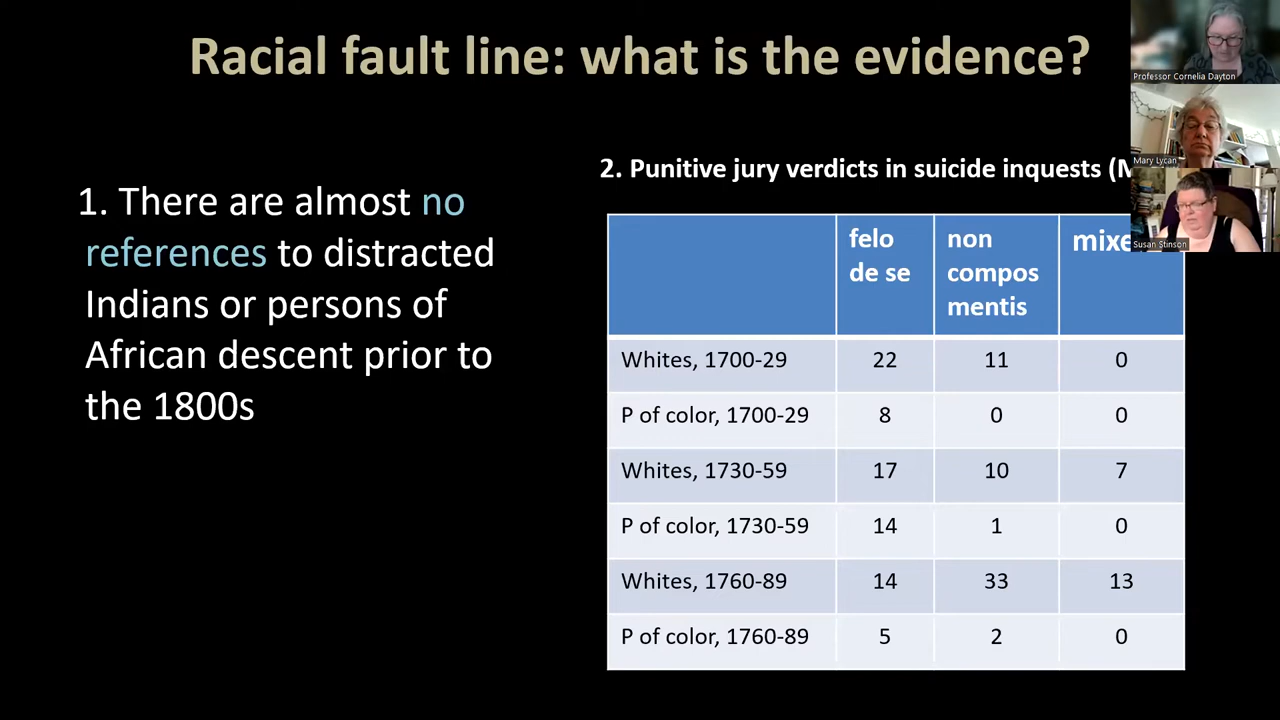 Racial fault line: what is the evidence?
Professor Cornelia Dayton
Mary Lycan
Susan Stinson
1. There are almost no
references to distracted
Indians or persons of
African descent prior to
the 1800s
2. Punitive jury verdicts in suicide inquests (M
felo
de se
non
compos
mentis
mixe
Whites, 1700-29 22 11 0
P of color, 1700-29 8 0 0
Whites, 1730-59 17 10 7
P of color, 1730-59 14 1 0
Whites, 1760-89 14 33 13
P of color, 1760-89 5 2 0